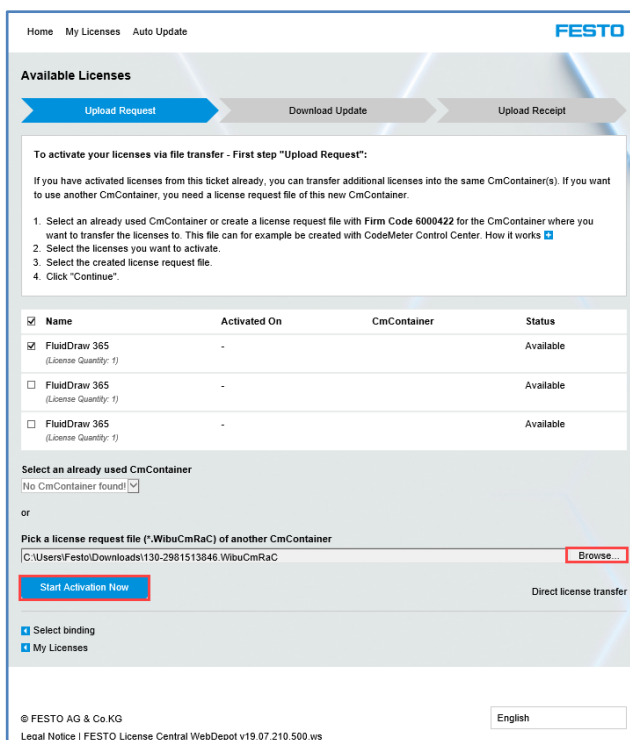 Home My Licenses Auto Update
FESTO
Available Licenses
Upload Request
Download Update
Upload Receipt
To activate your licenses via file transfer - First step "Upload Request":
If you have activated licenses from this ticket already, you can transfer additional licenses into the same CmContainer(s). If you want
to use another CmContainer, you need a license request file of this new CmContainer.
1. Select an already used CmContainer or create a license request file with Firm Code 6000422 for the CmContainer where you
want to transfer the licenses to. This file can for example be created with CodeMeter Control Center. How it works
2. Select the licenses you want to activate.
3. Select the created license request file.
4. Click "Continue".
Name Activated On CmContainer Status
FluidDraw 365 - Available
(License Quantity: 1)
FluidDraw 365 - Available
(License Quantity: 1)
FluidDraw 365 - Available
(License Quantity: 1)
Select an already used CmContainer
No CmContainer found!
or
Pick a license request file (*.WibuCmRaC) of another CmContainer
C:\Users\Festo\Downloads\130-2981513846.WibuCmRaC Browse...
Start Activation Now
Direct license transfer
Select binding
My Licenses
© FESTO AG & Co.KG
English
Legal Notice | FESTO License Central WebDepot v19.07.210.500.ws